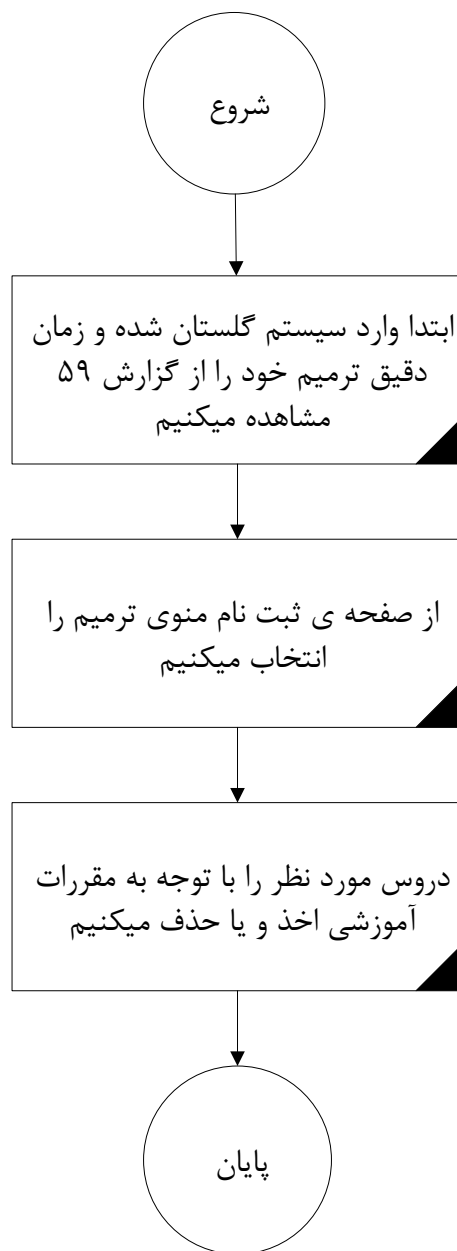 شروع
ابتدا وارد سیستم گلستان شده و زمان
دقیق ترمیم خود را از گزارش ۵۹
مشاهده میکنیم
از صفحه ی ثبت نام منوی ترمیم را
انتخاب میکنیم
دروس مورد نظر را با توجه به مقررات
آموزشی اخذ و یا حذف میکنیم
پایان